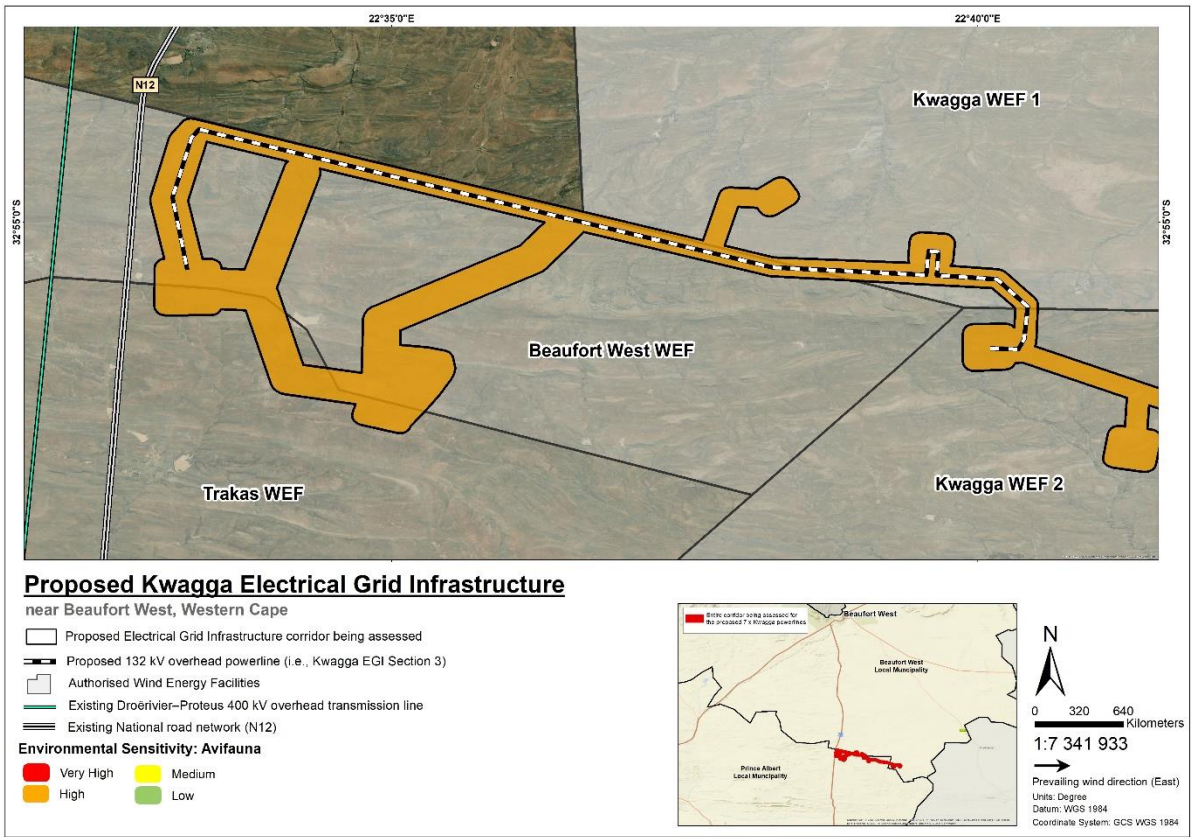 22°35'0"E
22°40'0"E
N12
Kwagga WEF 1
32°55'0"S
32°55'0"S
Beaufort West WEF
Trakas WEF
Kwagga WEF 2
Proposed Kwagga Electrical Grid Infrastructure
near Beaufort West, Western Cape
Proposed Electrical Grid Infrastructure corridor being assessed
Proposed 132 kV overhead powerline (i.e., Kwagga EGI Section 3)
Authorised Wind Energy Facilities
Existing Droërivier–Proteus 400 kV overhead transmission line
Existing National road network (N12)
Environmental Sensitivity: Avifauna
Very High
Medium
High
Low
Entire corridor being assessed for
the proposed 7 x Kwagga powerlines
Beaufort West
Beaufort West
Local Municipality
Prince Albert
Local Muncipality
N
0 320 640
Kilometers
1:7 341 933
Prevailing wind direction (East)
Units: Degree
Datum: WGS 1984
Coordinate System: GCS WGS 1984